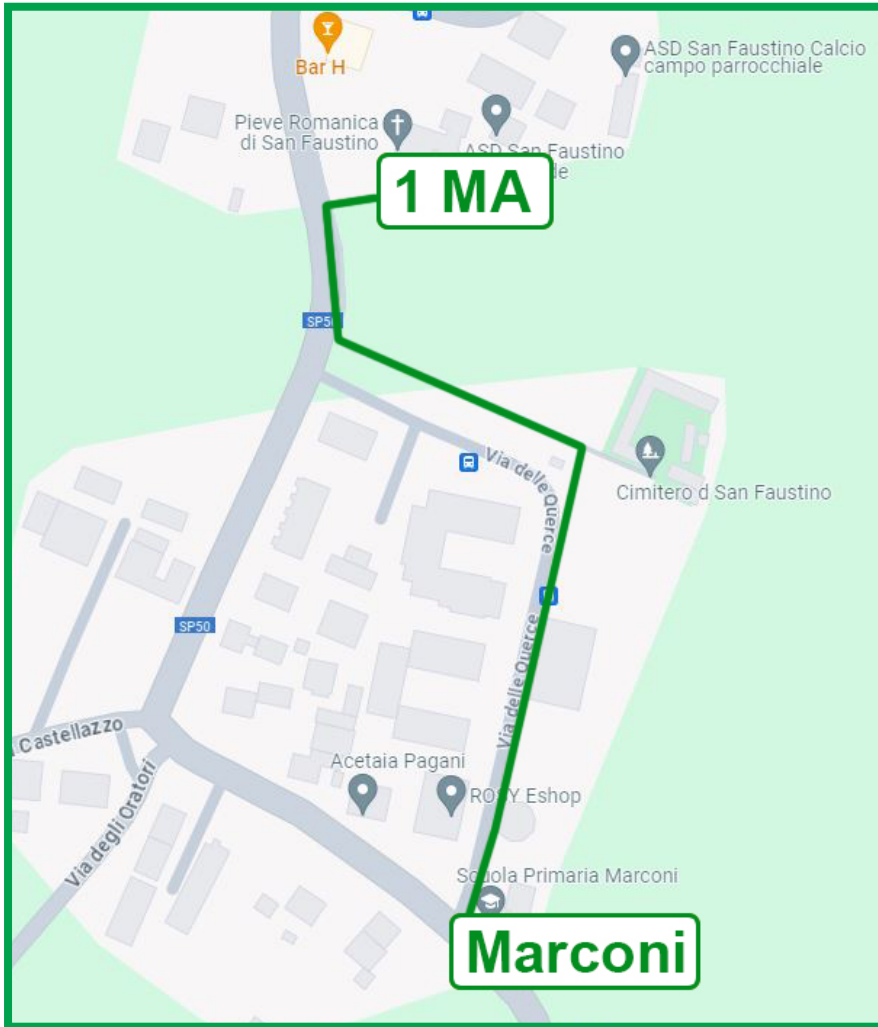 Bar H
ASD San Faustino Calcio
campo parrocchiale
Pieve Romanica
di San Faustino
ASD San Faustino
1 MA
SP50
Via delle Querce
Cimitero d San Faustino
SP50
Via delle Querce
Castellazzo
Via degli Oratori
Acetaia Pagani
ROSY Eshop
Scuola Primaria Marconi
Marconi